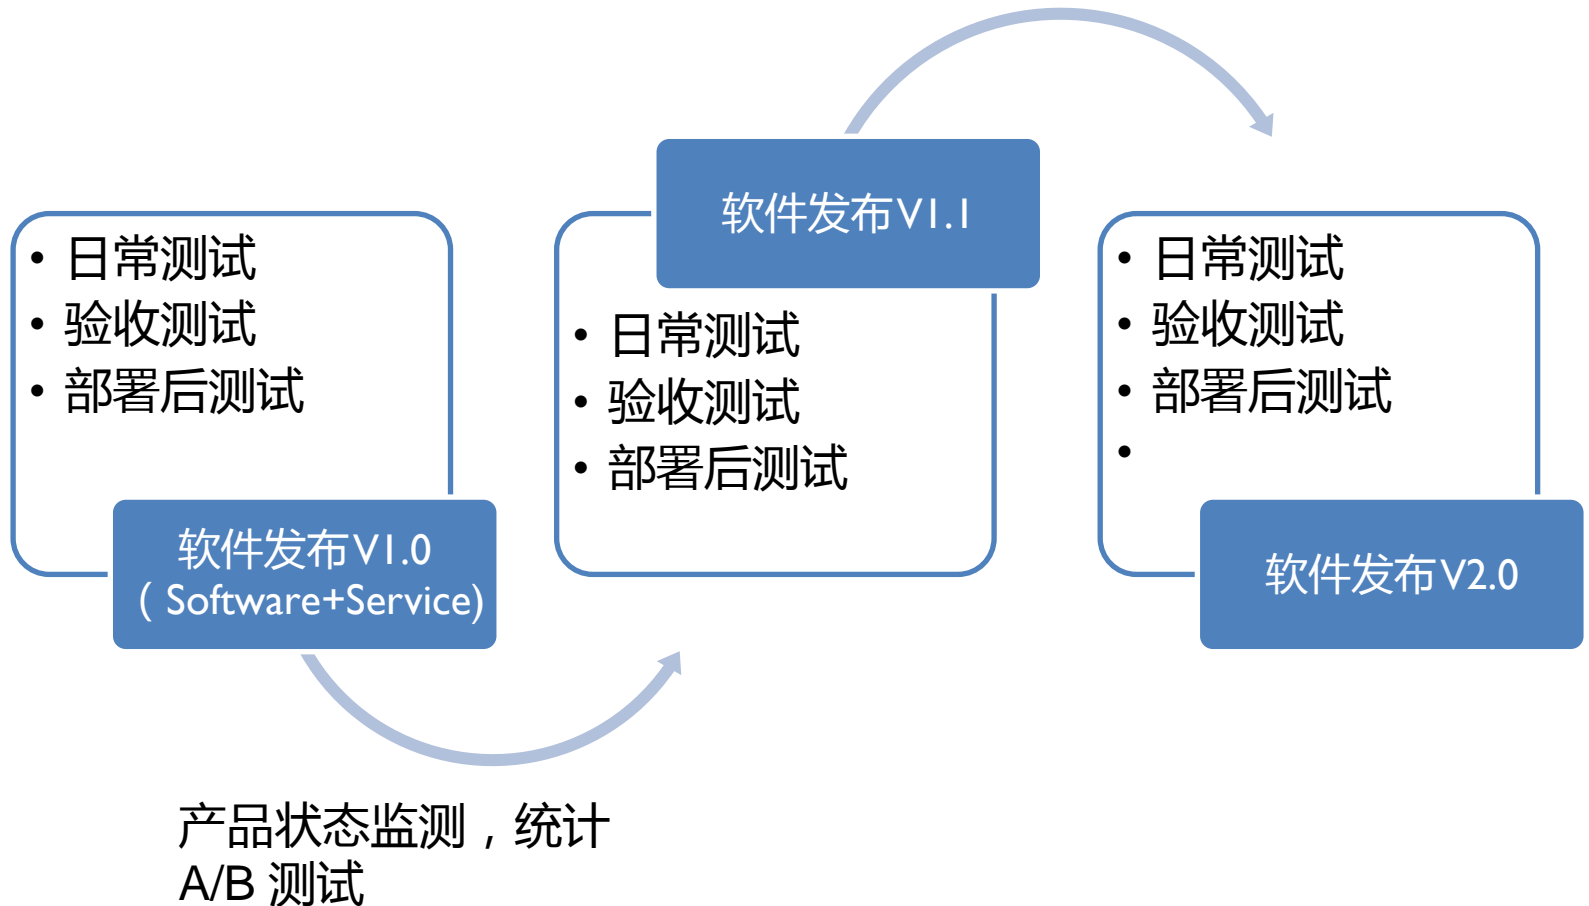 • 日常测试
• 验收测试
• 部署后测试
软件发布V1.0
（ Software+Service)
产品状态监测，统计
A/B 测试
软件发布V1.1
• 日常测试
• 验收测试
• 部署后测试
• 日常测试
• 验收测试
• 部署后测试
•
软件发布V2.0